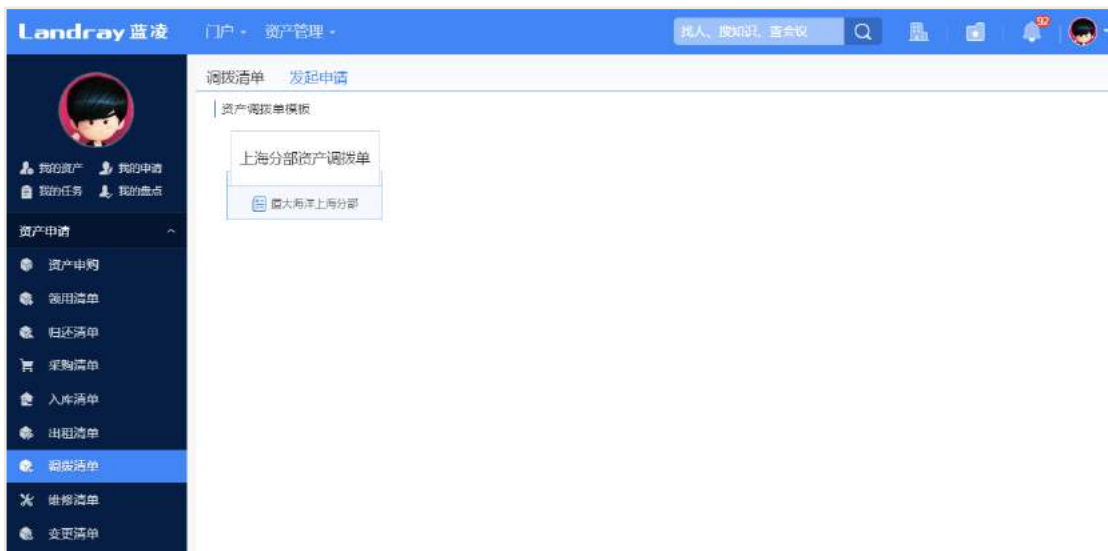 Landray 蓝凌 门户 资产管理 找人、搜知识、查会议 92
调拨清单 发起申请
资产调拨单模板
上海分部资产调拨单
恒大海洋上海分部
我的资产 我的申请
我的任务 我的盘点
资产申请
资产申购
领用清单
归还清单
采购清单
入库清单
出租清单
调拨清单
维修清单
变更清单